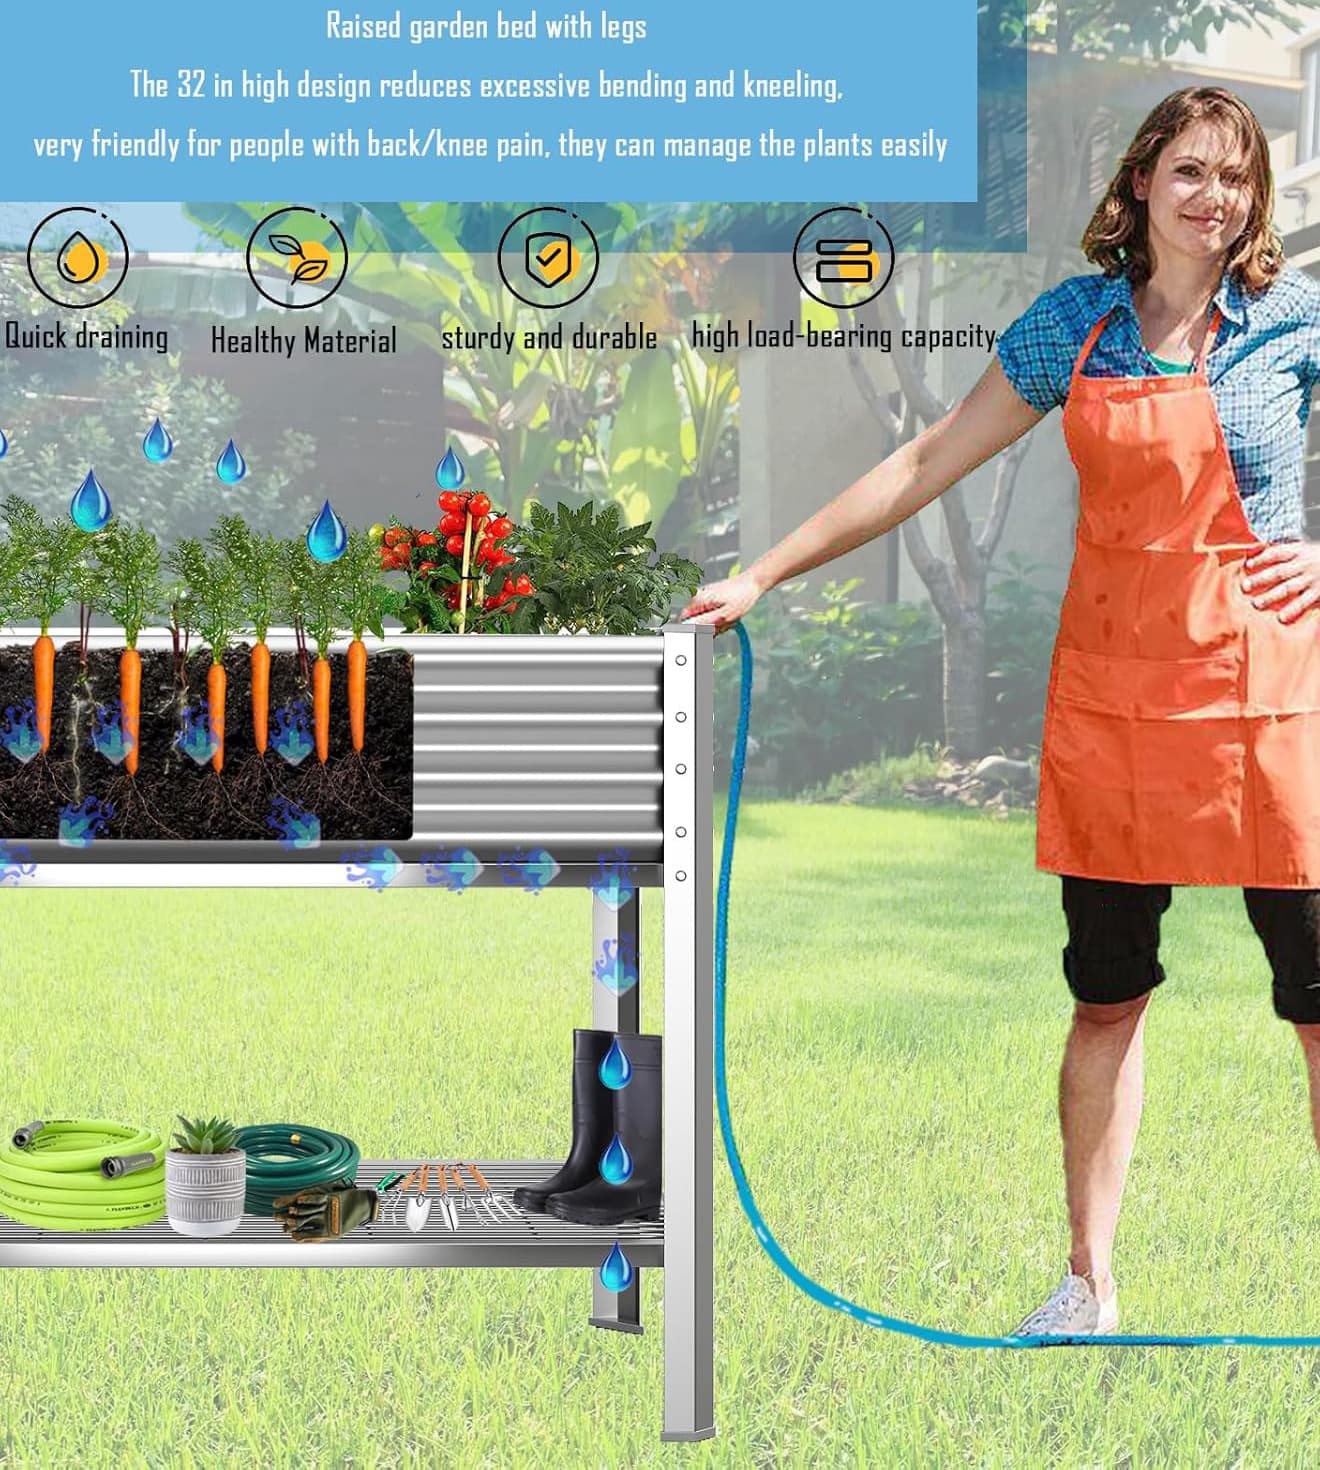 Raised garden bed with legs
The 32 in high design reduces excessive bending and kneeling,
very friendly for people with back/knee pain, they can manage the plants easily
Quick draining
Healthy Material
sturdy and durable
high load-bearing capacity